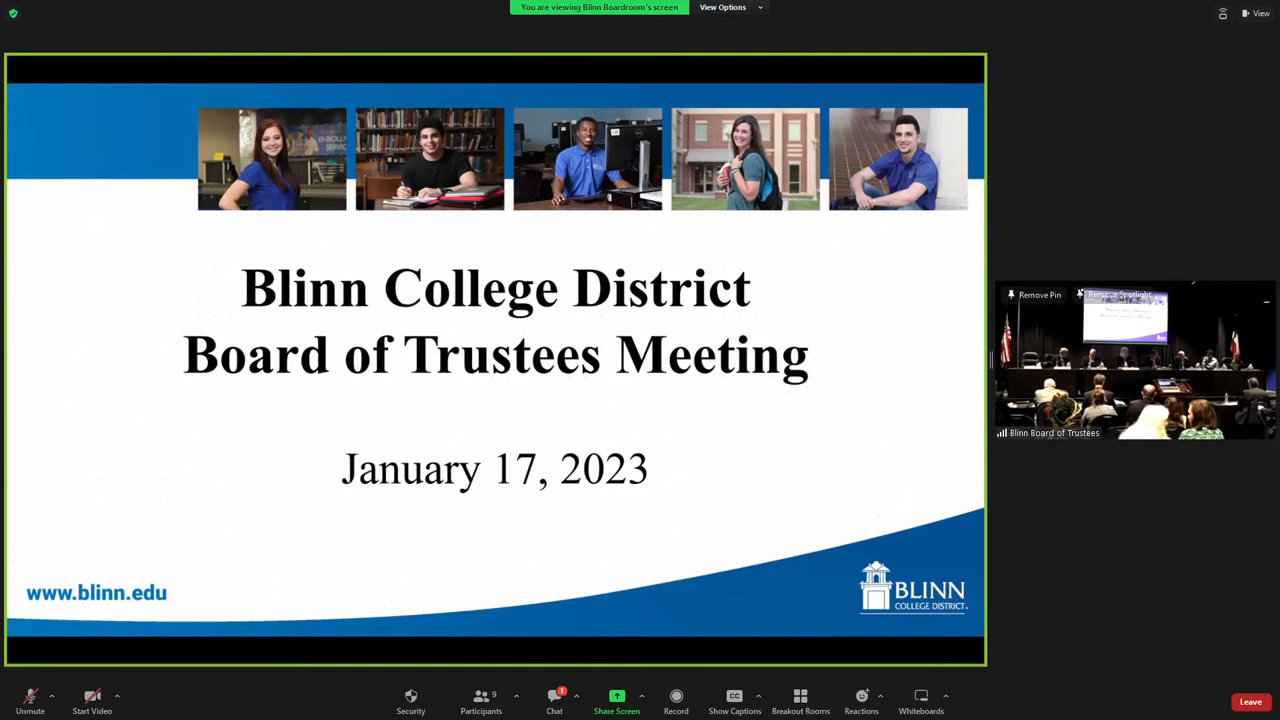 You are viewing Blinn Boardroom's screen
View Options
View
Blinn College District
Board of Trustees Meeting
January 17, 2023
www.blinn.edu
BLINN
COLLEGE DISTRICT
Remove Pin
Remove Spotlight
Blinn Board of Trustees
Unmute
Start Video
Security
9
Participants
1
Chat
Share Screen
Record
CC
Show Captions
Breakout Rooms
Reactions
Whiteboards
Leave